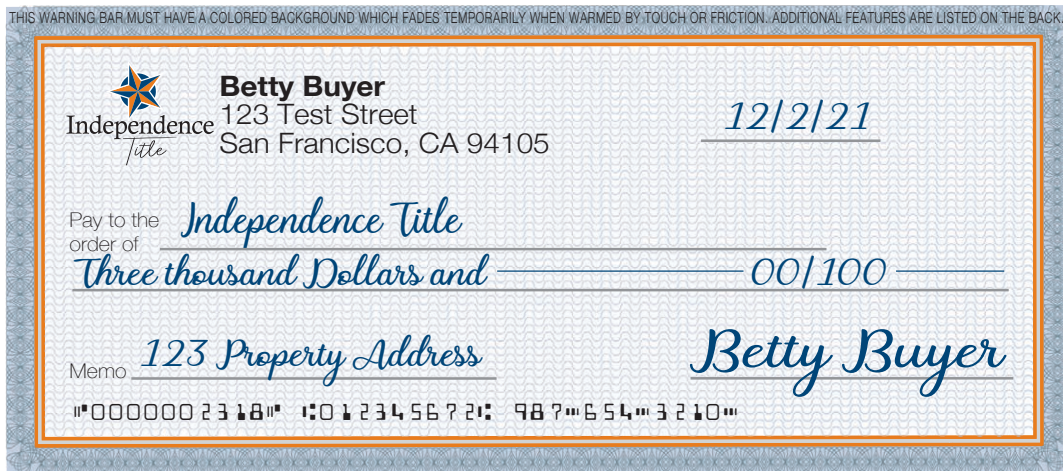 THIS WARNING BAR MUST HAVE A COLORED BACKGROUND WHICH FADES TEMPORARILY WHEN WARMED BY TOUCH OR FRICTION. ADDITIONAL FEATURES ARE LISTED ON THE BACK.
Independence
Title
Betty Buyer
123 Test Street
San Francisco, CA 94105
12/2/21
Pay to the
order of Independence Title
Three thousand Dollars and 00/100
Memo 123 Property Address
Betty Buyer
⑈0000002318⑈ ⑆012345672⑆ 987⑈654⑈3210⑈